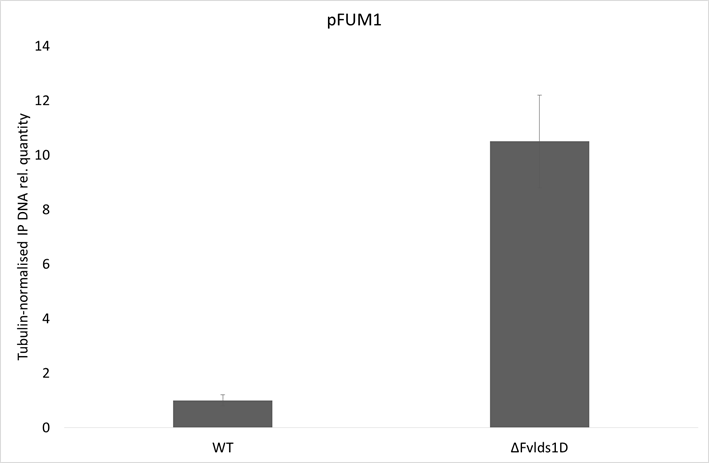 pFUM1
Tubulin-normalised IP DNA rel. quantity
14
12
10
8
6
4
2
0
WT
ΔFvlds1D